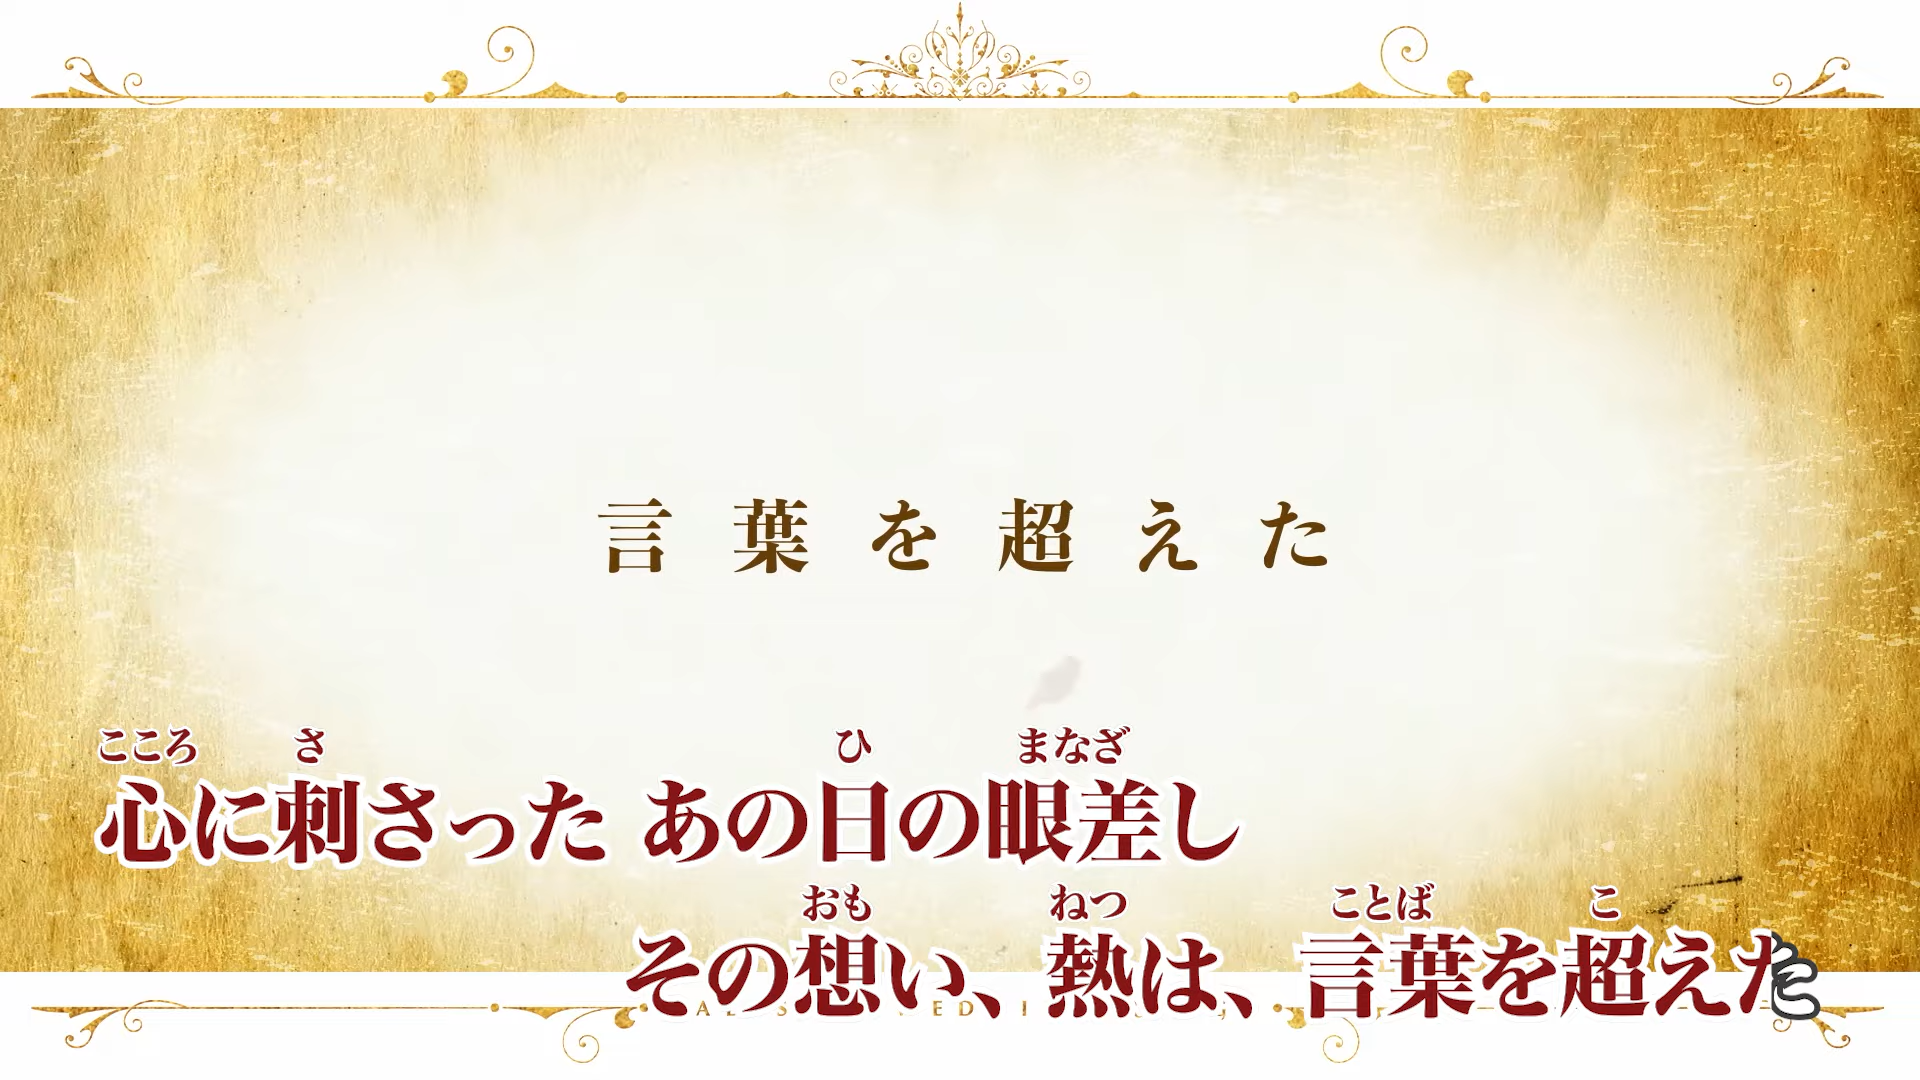 言葉を超えた
こころ さ ひ まなざ
心に刺さった あの日の眼差し
おも ねつ ことば こ
その想い、熱は、言葉を超えた